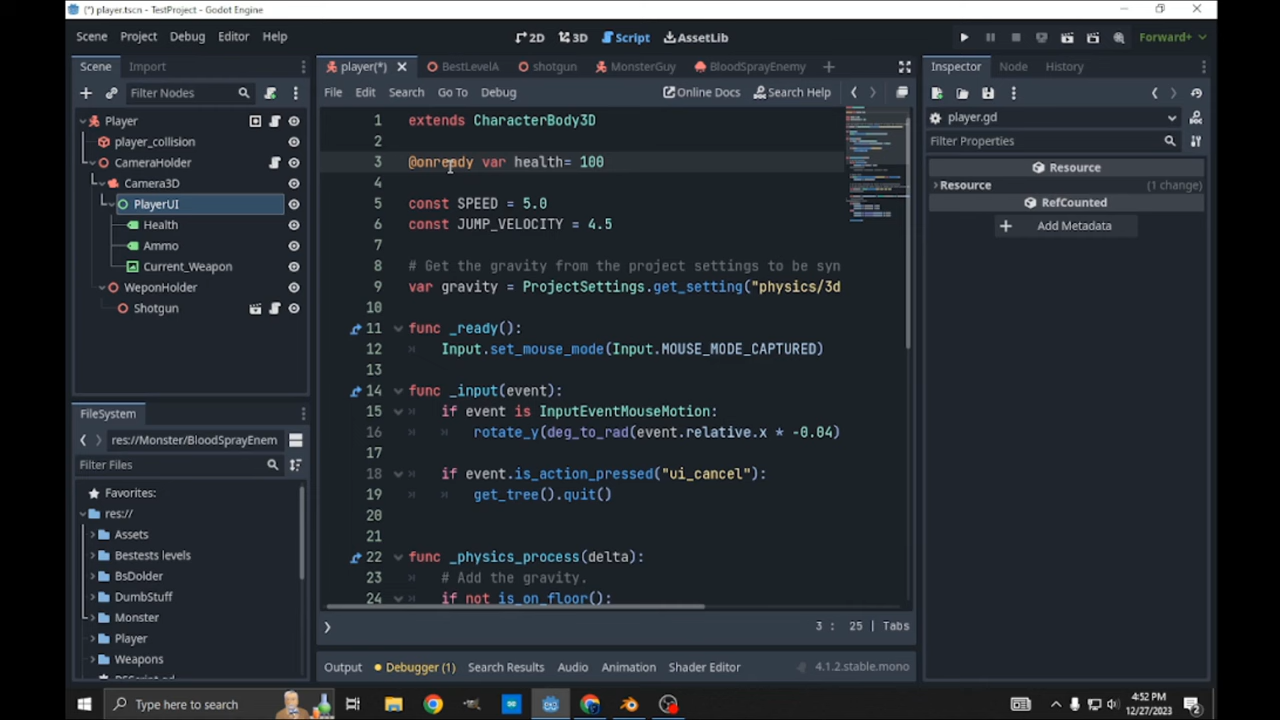 (*) player.tscn - TestProject - Godot Engine
Scene Project Debug Editor Help
2D 3D Script AssetLib
Forward+
Scene Import
Filter Nodes
Player
player_collision
CameraHolder
Camera3D
PlayerUI
Health
Ammo
Current_Weapon
WeponHolder
Shotgun
FileSystem
res://Monster/BloodSprayEnem
Filter Files
Favorites:
res://
Assets
Bestests levels
BsDolder
DumbStuff
Monster
Player
Weapons
player(*) BestLevelA shotgun MonsterGuy BloodSprayEnemy
File Edit Search Go To Debug Online Docs Search Help
1 extends CharacterBody3D
2
3 @onready var health= 100
4
5 const SPEED = 5.0
6 const JUMP_VELOCITY = 4.5
7
8 # Get the gravity from the project settings to be syn
9 var gravity = ProjectSettings.get_setting("physics/3d
10
11 func _ready():
12 Input.set_mouse_mode(Input.MOUSE_MODE_CAPTURED)
13
14 func _input(event):
15 if event is InputEventMouseMotion:
16 rotate_y(deg_to_rad(event.relative.x * -0.04)
17
18 if event.is_action_pressed("ui_cancel"):
19 get_tree().quit()
20
21
22 func _physics_process(delta):
23 # Add the gravity.
24 if not is_on_floor():
3 : 25 | Tabs
Output Debugger (1) Search Results Audio Animation Shader Editor 4.1.2.stable.mono
Inspector Node History
player.gd
Filter Properties
Resource
Resource (1 change)
RefCounted
Add Metadata
Type here to search
4:52 PM
12/27/2023
2